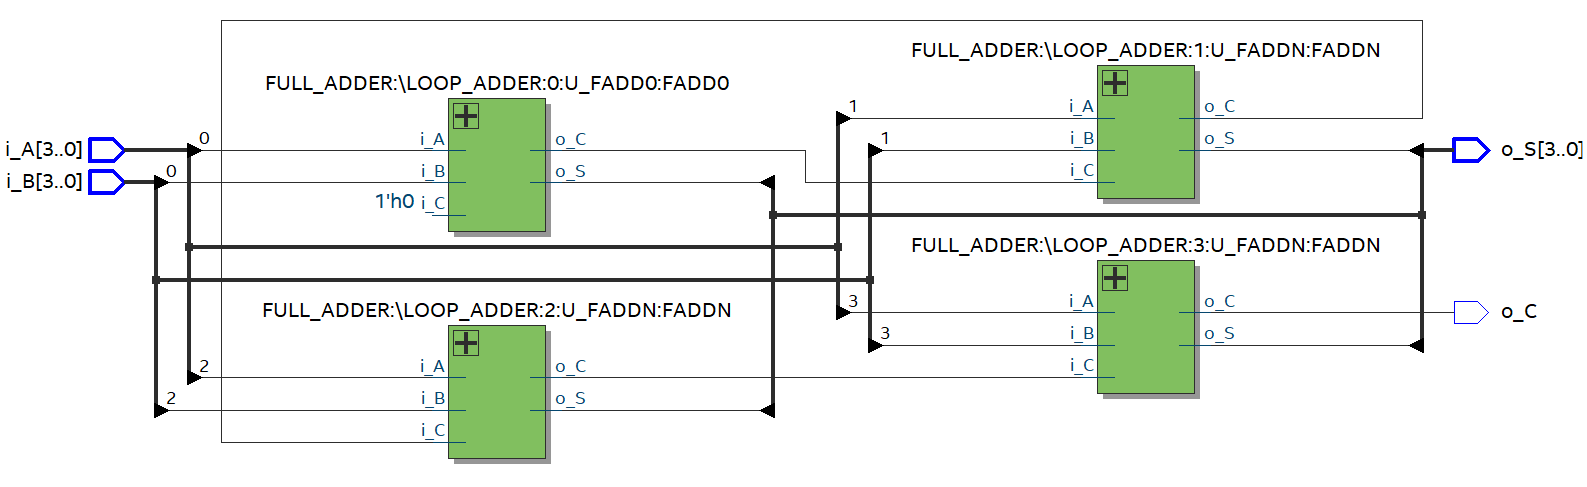 FULL_ADDER:\LOOP_ADDER:1:U_FADDN:FADDN
FULL_ADDER:\LOOP_ADDER:0:U_FADD0:FADD0
1 i_A o_C
i_A[3..0] 0 i_A o_C 1 i_B o_S o_S[3..0]
i_B[3..0] 0 i_B o_S i_C
1'h0 i_C
FULL_ADDER:\LOOP_ADDER:3:U_FADDN:FADDN
FULL_ADDER:\LOOP_ADDER:2:U_FADDN:FADDN
3 i_A o_C o_C
3 i_B o_S
2 i_A o_C i_C
2 i_B o_S
i_C